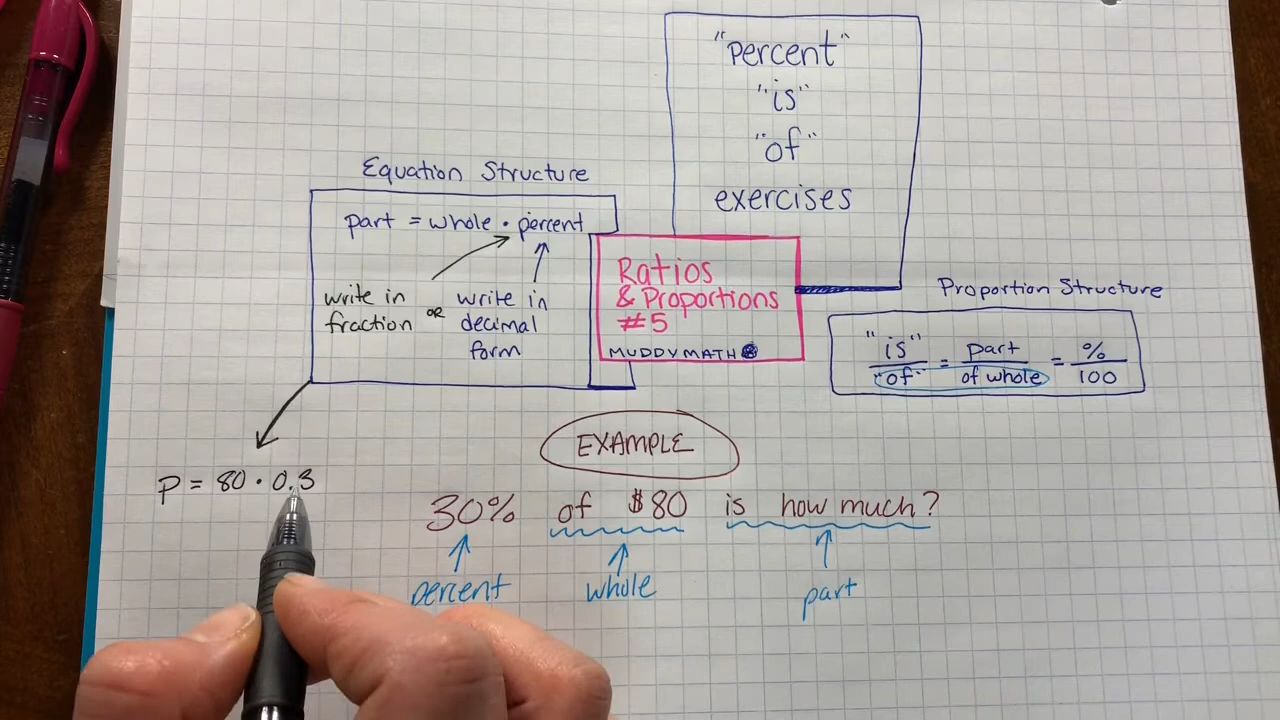 "percent"
"is"
"of"
exercises
Equation Structure
part = whole · percent
write in
fraction
OR
write in
decimal
form
Ratios
& Proportions
#5
MUDDYMATH
Proportion Structure
"is" / "of" = part / of whole = % / 100
EXAMPLE
P = 80 · 0.3
30% of $80 is how much?
percent
whole
part